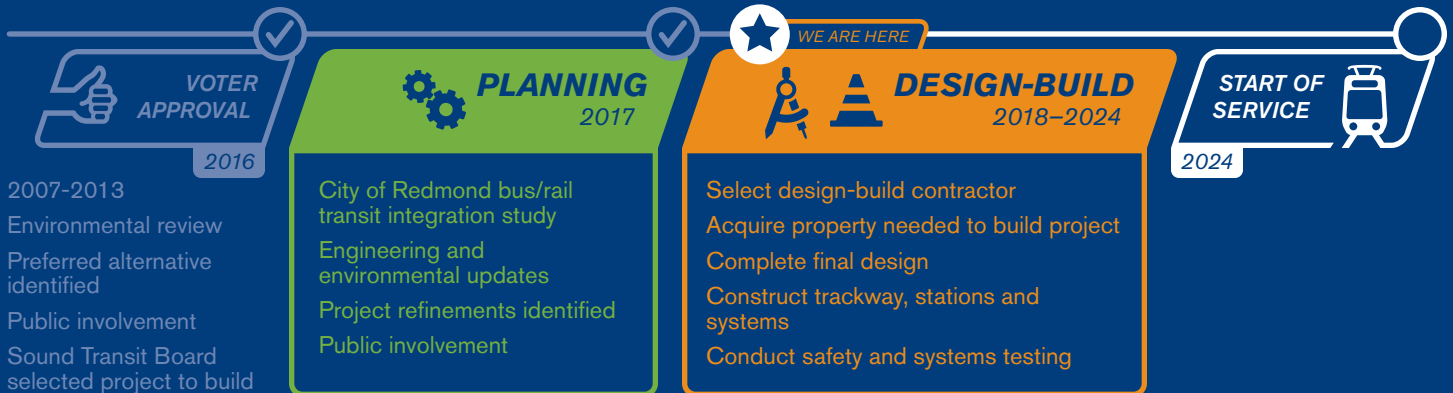 WE ARE HERE
VOTER
APPROVAL
2016
2007-2013
Environmental review
Preferred alternative
identified
Public involvement
Sound Transit Board
selected project to build
PLANNING
2017
City of Redmond bus/rail
transit integration study
Engineering and
environmental updates
Project refinements identified
Public involvement
DESIGN-BUILD
2018–2024
Select design-build contractor
Acquire property needed to build project
Complete final design
Construct trackway, stations and
systems
Conduct safety and systems testing
START OF
SERVICE
2024